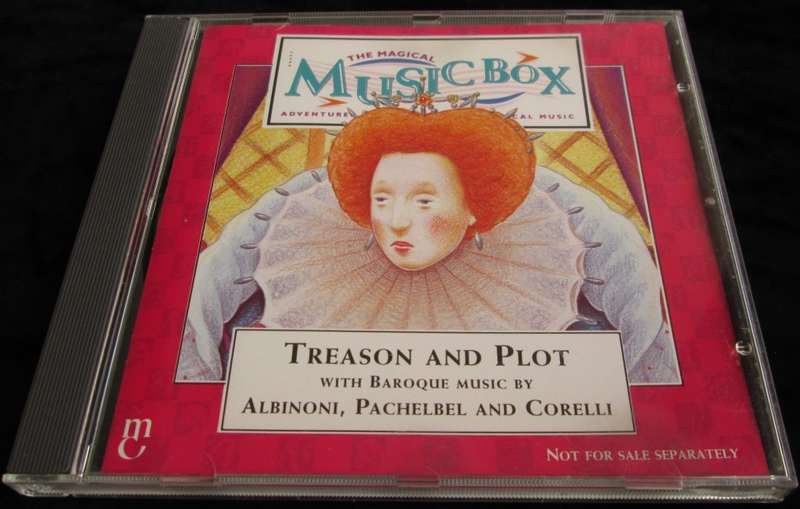 THE MAGICAL
MUSIC BOX
ADVENTURE
CAL MUSIC
TREASON AND PLOT
WITH BAROQUE MUSIC BY
ALBINONI, PACHELBEL AND CORELLI
mc
NOT FOR SALE SEPARATELY